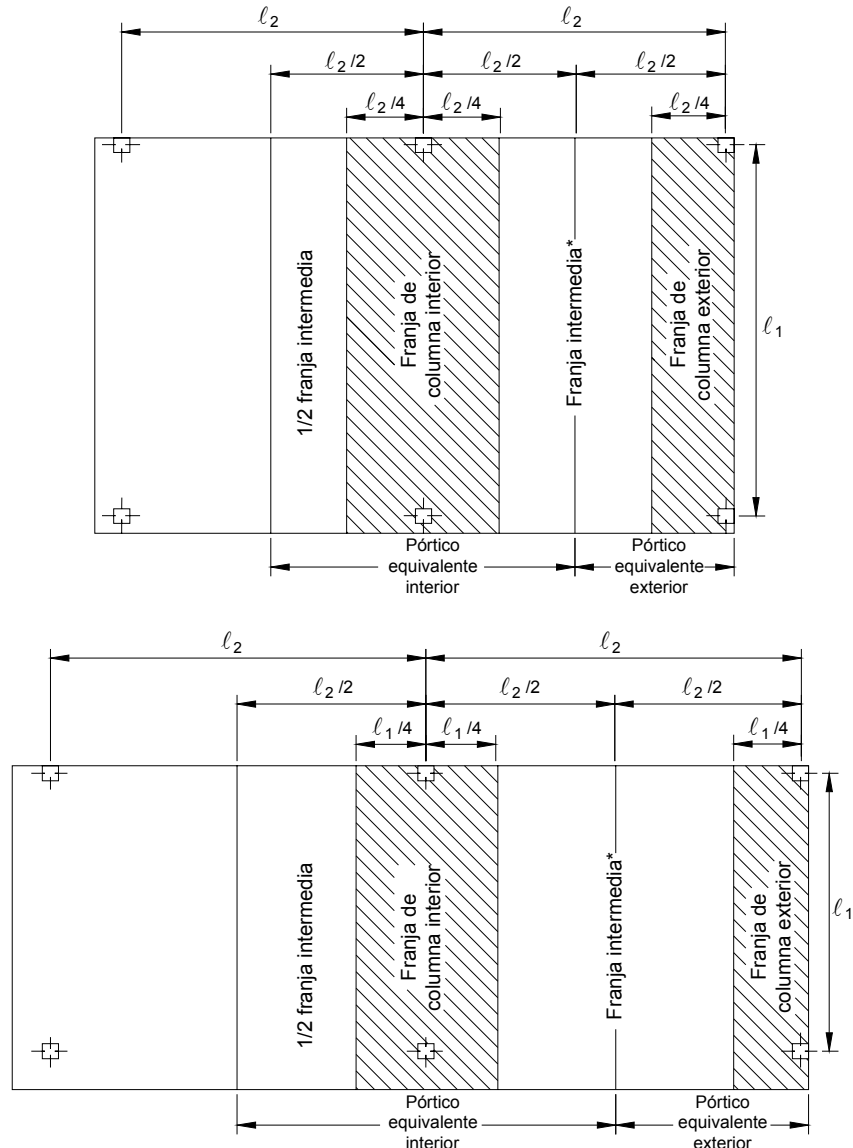 ℓ2 ℓ2
ℓ2/2 ℓ2/2 ℓ2/2
ℓ2/4 ℓ2/4 ℓ2/4
1/2 franja intermedia
Franja de
columna interior
Franja intermedia*
Franja de
columna exterior
ℓ1
Pórtico
equivalente
interior
Pórtico
equivalente
exterior
ℓ2 ℓ2
ℓ2/2 ℓ2/2 ℓ2/2
ℓ1/4 ℓ1/4 ℓ1/4
1/2 franja intermedia
Franja de
columna interior
Franja intermedia*
Franja de
columna exterior
ℓ1
Pórtico
equivalente
interior
Pórtico
equivalente
exterior